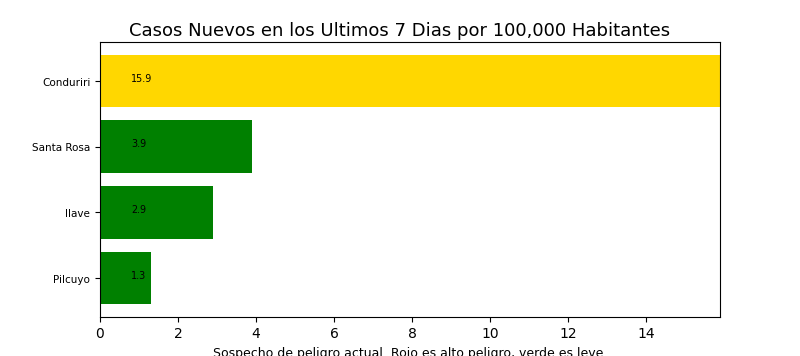 Casos Nuevos en los Ultimos 7 Dias por 100,000 Habitantes
Conduriri
15.9
Santa Rosa
3.9
Ilave
2.9
Pilcuyo
1.3
0 2 4 6 8 10 12 14
Sospecho de peligro actual. Rojo es alto peligro, verde es leve